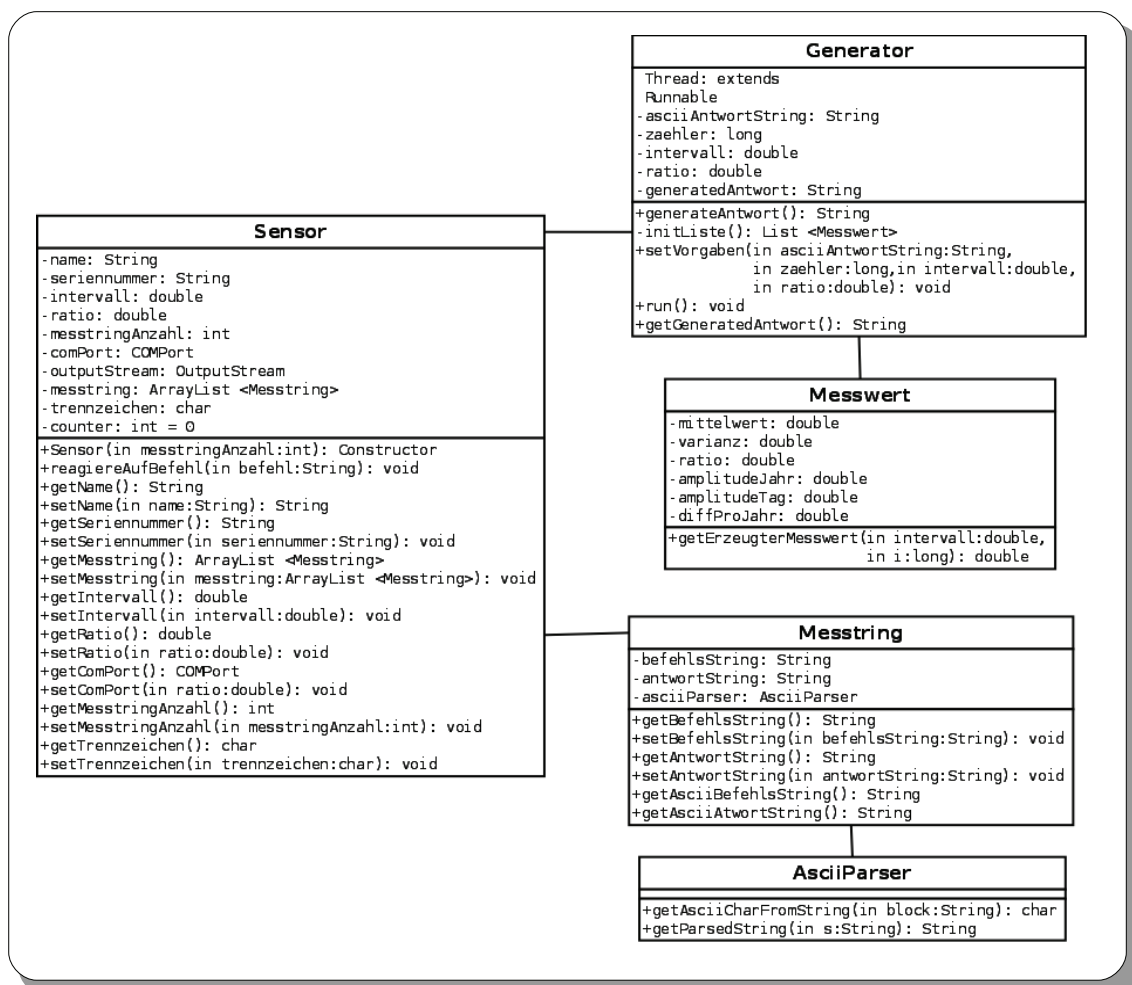 Generator
Thread: extends
Runnable
-asciiAntwortString: String
-zaehler: long
-intervall: double
-ratio: double
-generatedAntwort: String
+generateAntwort(): String
-initListe(): List <Messwert>
+setVorgaben(in asciiAntwortString:String,
in zaehler:long,in intervall:double,
in ratio:double): void
+run(): void
+getGeneratedAntwort(): String
Sensor
-name: String
-seriennummer: String
-intervall: double
-ratio: double
-messtringAnzahl: int
-comPort: COMPort
-outputStream: OutputStream
-messtring: ArrayList <Messtring>
-trennzeichen: char
-counter: int = 0
+Sensor(in messtringAnzahl:int): Constructor
+reagiereAufBefehl(in befehl:String): void
+getName(): String
+setName(in name:String): String
+getSeriennummer(): String
+setSeriennummer(in seriennummer:String): void
+getMesstring(): ArrayList <Messtring>
+setMesstring(in messtring:ArrayList <Messtring>): void
+getIntervall(): double
+setIntervall(in intervall:double): void
+getRatio(): double
+setRatio(in ratio:double): void
+getComPort(): COMPort
+setComPort(in ratio:double): void
+getMesstringAnzahl(): int
+setMesstringAnzahl(in messtringAnzahl:int): void
+getTrennzeichen(): char
+setTrennzeichen(in trennzeichen:char): void
Messwert
-mittelwert: double
-varianz: double
-ratio: double
-amplitudeJahr: double
-amplitudeTag: double
-diffProJahr: double
+getErzeugterMesswert(in intervall:double,
in i:long): double
Messtring
-befehlsString: String
-antwortString: String
-asciiParser: AsciiParser
+getBefehlsString(): String
+setBefehlsString(in befehlsString:String): void
+getAntwortString(): String
+setAntwortString(in antwortString:String): void
+getAsciiBefehlsString(): String
+getAsciiAtwortString(): String
AsciiParser
+getAsciiCharFromString(in block:String): char
+getParsedString(in s:String): String